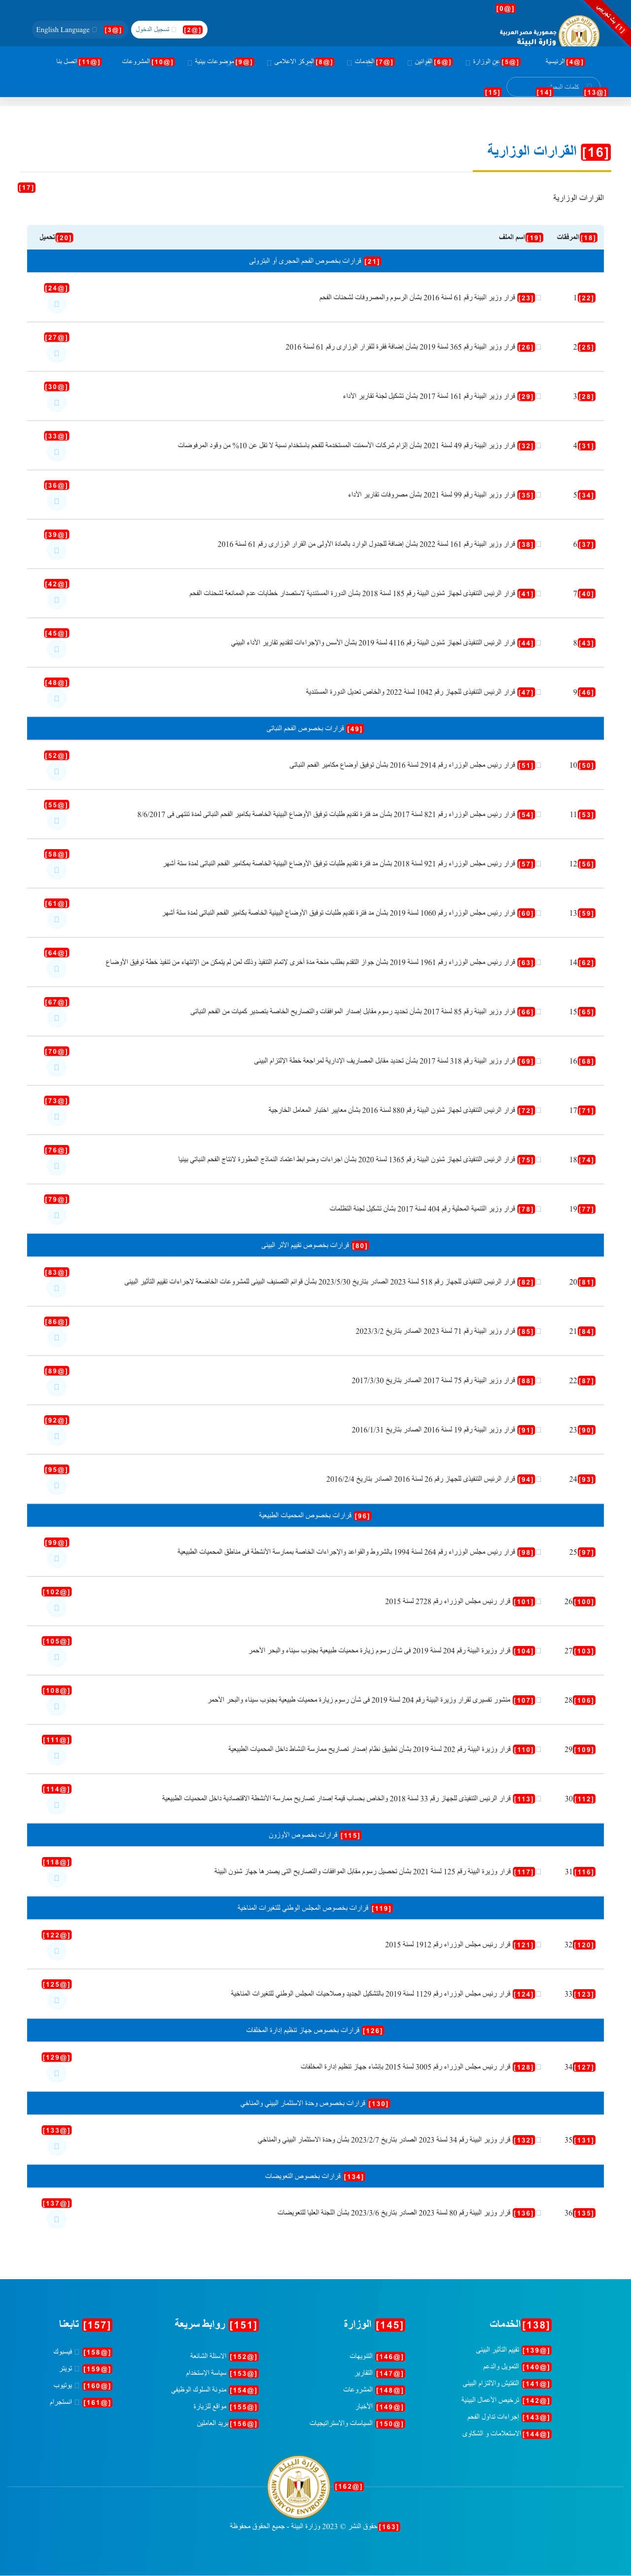 [1] بث تجريبي
[@0]
جمهورية مصر العربية
وزارة البيئة
[@2] تسجيل الدخول
[@3] English Language
[@4] الرئيسية
[@5] عن الوزارة
[@6] القوانين
[@7] الخدمات
[@8] المركز الاعلامى
[@9] موضوعات بيئية
[@10] المشروعات
[@11] اتصل بنا
[@13] كلمات البحث [14]
[15]
[16] القرارات الوزارية
[17]
القرارات الوزارية
[18] المرفقات [19] اسم الملف [20] تحميل
[21] قرارات بخصوص الفحم الحجرى أو البترولى
[22] 1 [23] قرار وزير البيئة رقم 61 لسنة 2016 بشأن الرسوم والمصروفات لشحنات الفحم [@24]
[25] 2 [26] قرار وزير البيئة رقم 365 لسنة 2019 بشأن إضافة فقرة للقرار الوزارى رقم 61 لسنة 2016 [@27]
[28] 3 [29] قرار وزير البيئة رقم 161 لسنة 2017 بشأن تشكيل لجنة تقارير الأداء [@30]
[31] 4 [32] قرار وزير البيئة رقم 49 لسنة 2021 بشأن إلزام شركات الأسمنت المستخدمة للفحم باستخدام نسبة لا تقل عن 10% من وقود المرفوضات [@33]
[34] 5 [35] قرار وزير البيئة رقم 99 لسنة 2021 بشأن مصروفات تقارير الأداء [@36]
[37] 6 [38] قرار وزير البيئة رقم 161 لسنة 2022 بشأن إضافة للجدول الوارد بالمادة الأولى من القرار الوزارى رقم 61 لسنة 2016 [@39]
[40] 7 [41] قرار الرئيس التنفيذى لجهاز شئون البيئة رقم 185 لسنة 2018 بشأن الدورة المستندية لاستصدار خطابات عدم الممانعة لشحنات الفحم [@42]
[43] 8 [44] قرار الرئيس التنفيذى لجهاز شئون البيئة رقم 4116 لسنة 2019 بشأن الأسس والإجراءات لتقديم تقارير الأداء البيئي [@45]
[46] 9 [47] قرار الرئيس التنفيذى للجهاز رقم 1042 لسنة 2022 والخاص تعديل الدورة المستندية [@48]
[49] قرارات بخصوص الفحم النباتى
[50] 10 [51] قرار رئيس مجلس الوزراء رقم 2914 لسنة 2016 بشأن توفيق أوضاع مكامير الفحم النباتى [@52]
[53] 11 [54] قرار رئيس مجلس الوزراء رقم 821 لسنة 2017 بشأن مد فترة تقديم طلبات توفيق الأوضاع البيئية الخاصة بكامير الفحم النباتى لمدة تنتهى فى 8/6/2017 [@55]
[56] 12 [57] قرار رئيس مجلس الوزراء رقم 921 لسنة 2018 بشأن مد فترة تقديم طلبات توفيق الأوضاع البيئية الخاصة بمكامير الفحم النباتى لمدة ستة أشهر [@58]
[59] 13 [60] قرار رئيس مجلس الوزراء رقم 1060 لسنة 2019 بشأن مد فترة تقديم طلبات توفيق الأوضاع البيئية الخاصة بكامير الفحم النباتى لمدة ستة أشهر [@61]
[62] 14 [63] قرار رئيس مجلس الوزراء رقم 1961 لسنة 2019 بشأن جواز التقدم بطلب منحة مدة أخرى لإتمام التنفيذ وذلك لمن لم يتمكن من الإنتهاء من تنفيذ خطة توفيق الأوضاع [@64]
[65] 15 [66] قرار وزير البيئة رقم 85 لسنة 2017 بشأن تحديد رسوم مقابل إصدار الموافقات والتصاريح الخاصة بتصدير كميات من الفحم النباتى [@67]
[68] 16 [69] قرار وزير البيئة رقم 318 لسنة 2017 بشأن تحديد مقابل المصاريف الإدارية لمراجعة خطة الإلتزام البيئى [@70]
[71] 17 [72] قرار الرئيس التنفيذى لجهاز شئون البيئة رقم 880 لسنة 2016 بشأن معايير اختبار المعامل الخارجية [@73]
[74] 18 [75] قرار الرئيس التنفيذى لجهاز شئون البيئة رقم 1365 لسنة 2020 بشأن اجراءات وضوابط اعتماد النماذج المطورة لانتاج الفحم النباتي بيئيا [@76]
[77] 19 [78] قرار وزير التنمية المحلية رقم 404 لسنة 2017 بشأن تشكيل لجنة التظلمات [@79]
[80] قرارات بخصوص تقييم الأثر البيئى
[81] 20 [82] قرار الرئيس التنفيذى للجهاز رقم 518 لسنة 2023 الصادر بتاريخ 2023/5/30 بشأن قوائم التصنيف البيئى للمشروعات الخاضعة لاجراءات تقييم التأثير البيئى [@83]
[84] 21 [85] قرار وزير البيئة رقم 71 لسنة 2023 الصادر بتاريخ 2023/3/2 [@86]
[87] 22 [88] قرار وزير البيئة رقم 75 لسنة 2017 الصادر بتاريخ 2017/3/30 [@89]
[90] 23 [91] قرار وزير البيئة رقم 19 لسنة 2016 الصادر بتاريخ 2016/1/31 [@92]
[93] 24 [94] قرار الرئيس التنفيذى للجهاز رقم 26 لسنة 2016 الصادر بتاريخ 2016/2/4 [@95]
[96] قرارات بخصوص المحميات الطبيعية
[97] 25 [98] قرار رئيس مجلس الوزراء رقم 264 لسنة 1994 بالشروط والقواعد والإجراءات الخاصة بممارسة الأنشطة فى مناطق المحميات الطبيعية [@99]
[100] 26 [101] قرار رئيس مجلس الوزراء رقم 2728 لسنة 2015 [@102]
[103] 27 [104] قرار وزيرة البيئة رقم 204 لسنة 2019 فى شأن رسوم زيارة محميات طبيعية بجنوب سيناء والبحر الأحمر [@105]
[106] 28 [107] منشور تفسيرى لقرار وزيرة البيئة رقم 204 لسنة 2019 فى شأن رسوم زيارة محميات طبيعية بجنوب سيناء والبحر الأحمر [@108]
[109] 29 [110] قرار وزيرة البيئة رقم 202 لسنة 2019 بشأن تطبيق نظام إصدار تصاريح ممارسة النشاط داخل المحميات الطبيعية [@111]
[112] 30 [113] قرار الرئيس التنفيذى للجهاز رقم 33 لسنة 2018 والخاص بحساب قيمة إصدار تصاريح ممارسة الأنشطة الاقتصادية داخل المحميات الطبيعية [@114]
[115] قرارات بخصوص الأوزون
[116] 31 [117] قرار وزيرة البيئة رقم 125 لسنة 2021 بشأن تحصيل رسوم مقابل الموافقات والتصاريح التى يصدرها جهاز شئون البيئة [@118]
[119] قرارات بخصوص المجلس الوطني للتغيرات المناخية
[120] 32 [121] قرار رئيس مجلس الوزراء رقم 1912 لسنة 2015 [@122]
[123] 33 [124] قرار رئيس مجلس الوزراء رقم 1129 لسنة 2019 بالتشكيل الجديد وصلاحيات المجلس الوطني للتغيرات المناخية [@125]
[126] قرارات بخصوص جهاز تنظيم إدارة المخلفات
[127] 34 [128] قرار رئيس مجلس الوزراء رقم 3005 لسنة 2015 بإنشاء جهاز تنظيم إدارة المخلفات [@129]
[130] قرارات بخصوص وحدة الاستثمار البيئي والمناخي
[131] 35 [132] قرار وزير البيئة رقم 34 لسنة 2023 الصادر بتاريخ 2023/2/7 بشأن وحدة الاستثمار البيئي والمناخي [@133]
[134] قرارات بخصوص التعويضات
[135] 36 [136] قرار وزير البيئة رقم 80 لسنة 2023 الصادر بتاريخ 2023/3/6 بشأن اللجنة العليا للتعويضات [@137]
[138] الخدمات
[@139] تقييم التأثير البيئى
[@140] التمويل والدعم
[@141] التفتيش والالتزام البيئى
[@142] ترخيص الأعمال البيئية
[@143] إجراءات تداول الفحم
[@144] الاستعلامات و الشكاوى
[145] الوزارة
[@146] التنويهات
[@147] التقارير
[@148] المشروعات
[@149] الأخبار
[@150] السياسات والاستراتيجيات
[151] روابط سريعة
[@152] الاسئلة الشائعة
[@153] سياسة الإستخدام
[@154] مدونة السلوك الوظيفي
[@155] مواقع للزيارة
[@156] بريد العاملين
[157] تابعنا
[@158] فيسبوك
[@159] تويتر
[@160] يوتيوب
[@161] انستجرام
[@162]
وزارة البيئة
MINISTRY OF ENVIRONMENT
[@163] حقوق النشر © 2023 وزارة البيئة - جميع الحقوق محفوظة